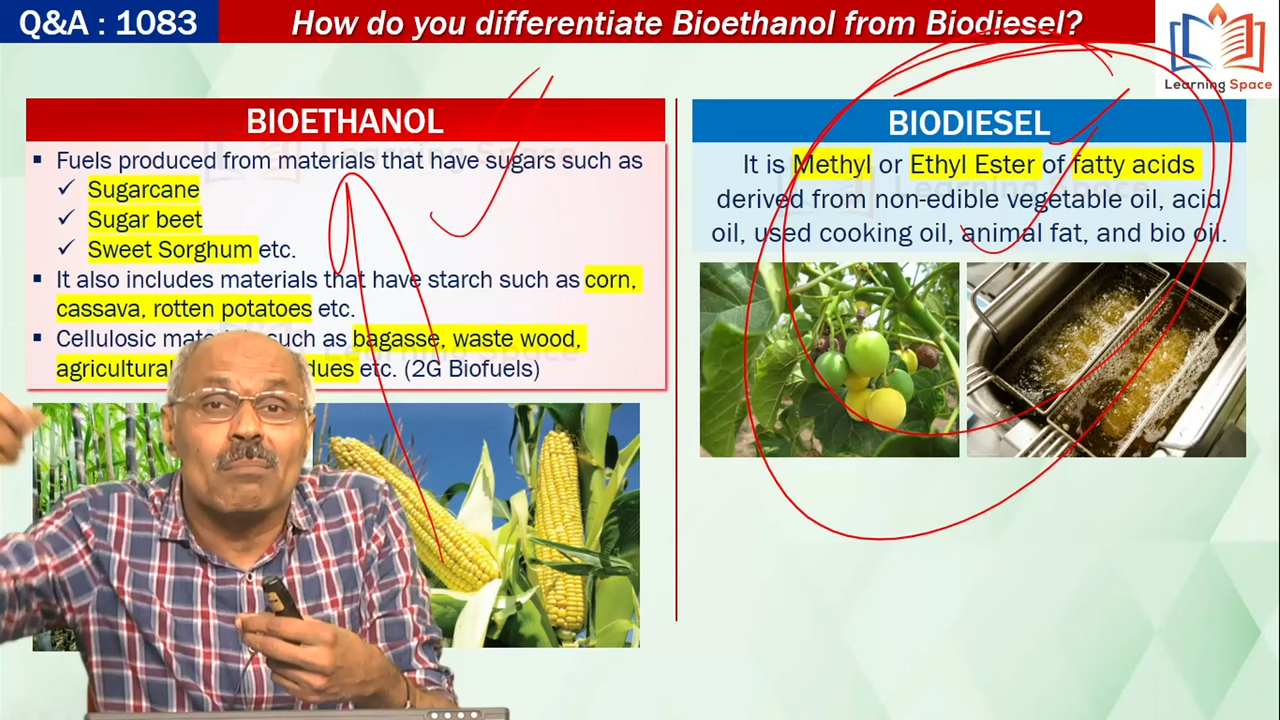 Q&A : 1083
How do you differentiate Bioethanol from Biodiesel?
Learning Space
BIOETHANOL
▪ Fuels produced from materials that have sugars such as
✓ Sugarcane
✓ Sugar beet
✓ Sweet Sorghum etc.
▪ It also includes materials that have starch such as corn,
cassava, rotten potatoes etc.
▪ Cellulosic such as bagasse, waste wood,
agricultural etc. (2G Biofuels)
BIODIESEL
It is Methyl or Ethyl Ester of fatty acids
derived from non-edible vegetable oil, acid
oil, used cooking oil, animal fat, and bio oil.